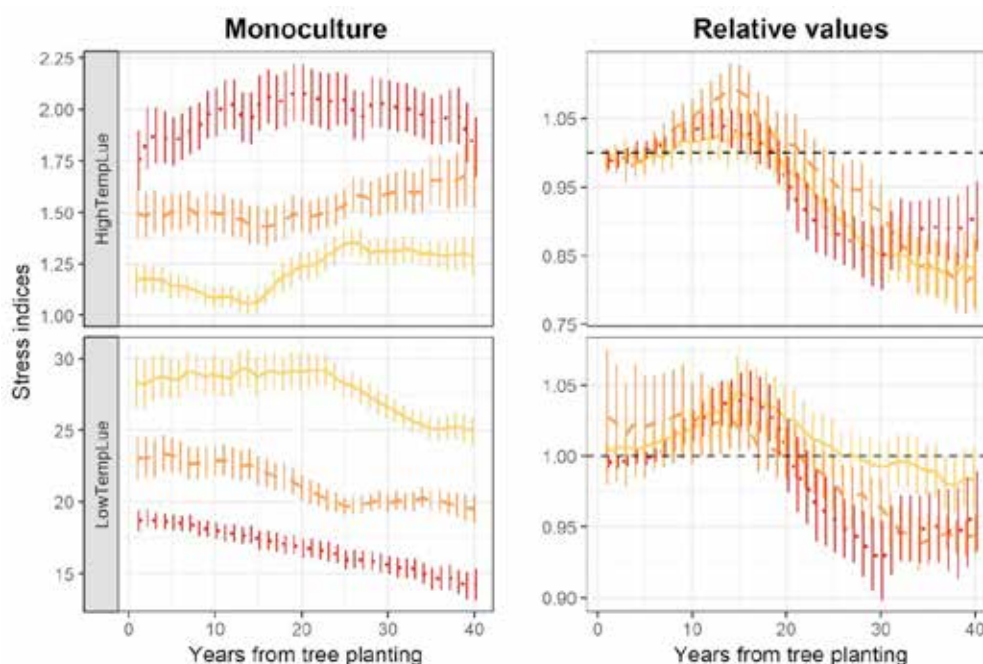 Monoculture
Relative values
Stress indices
HighTempLue
2.25
2.00
1.75
1.50
1.25
1.00
1.05
0.95
0.85
0.75
LowTempLue
30
25
20
15
1.05
1.00
0.95
0.90
0 10 20 30 40
0 10 20 30 40
Years from tree planting
Years from tree planting